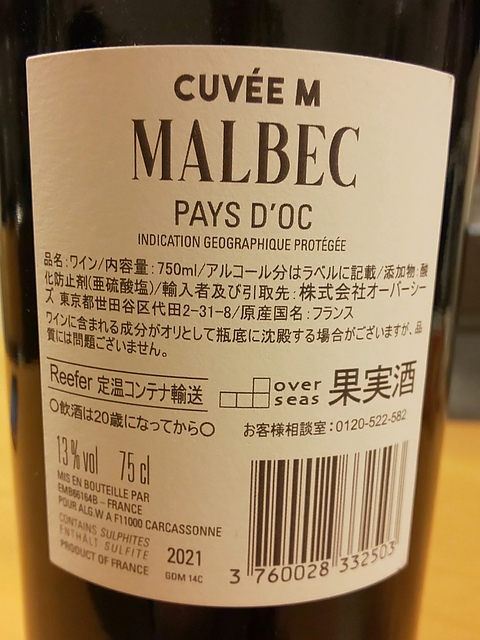 CUVÉE M
MALBEC
PAYS D'OC
INDICATION GEOGRAPHIQUE PROTÉGÉE
品名:ワイン/内容量:750ml/アルコール分はラベルに記載/添加物:酸
化防止剤(亜硫酸塩)/輸入者及び引取先:株式会社オーバーシー
ズ 東京都世田谷区代田2-31-8/原産国名:フランス
ワインに含まれる成分がオリとして瓶底に沈殿する場合がございますが、品
質には問題ございません。
Reefer 定温コンテナ輸送
over
seas
果実酒
〇飲酒は20歳になってから〇
お客様相談室:0120-522-582
13% vol 75 cl
MIS EN BOUTEILLE PAR
EMB66164B - FRANCE
POUR ALG.W A F11000 CARCASSONNE
CONTAINS SULPHITES
ENTHÄLT SULFITE
PRODUCT OF FRANCE
2021
GDM 14C
3 760028 332503